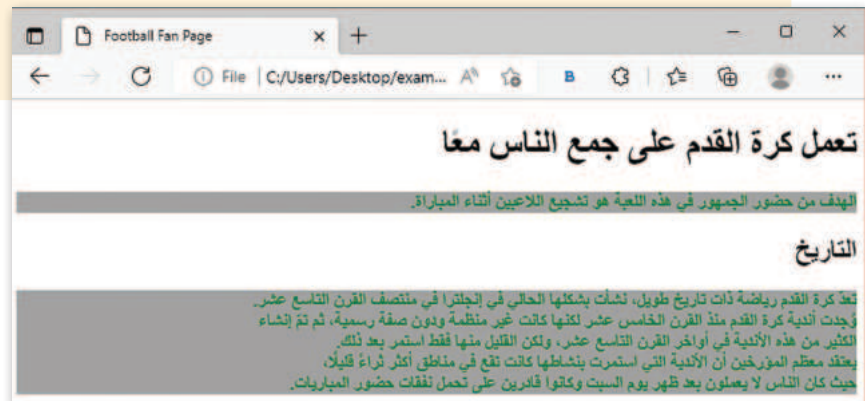 Football Fan Page
File C:/Users/Desktop/exam...
B
تعمل كرة القدم على جمع الناس معًا
الهدف من حضور الجمهور في هذه اللعبة هو تشجيع اللاعبين أثناء المباراة.
التاريخ
تعدّ كرة القدم رياضة ذات تاريخ طويل، نشأت بشكلها الحالي في إنجلترا في منتصف القرن التاسع عشر.
وُجدت أندية كرة القدم منذ القرن الخامس عشر لكنها كانت غير منظمة ودون صفة رسمية، ثم تمّ إنشاء
الكثير من هذه الأندية في أواخر القرن التاسع عشر، ولكن القليل منها فقط استمر بعد ذلك.
يعتقد معظم المؤرخين أن الأندية التي استمرت بنشاطها كانت تقع في مناطق أكثر ثراءً قليلًا،
حيث كان الناس لا يعملون بعد ظهر يوم السبت وكانوا قادرين على تحمل نفقات حضور المباريات.